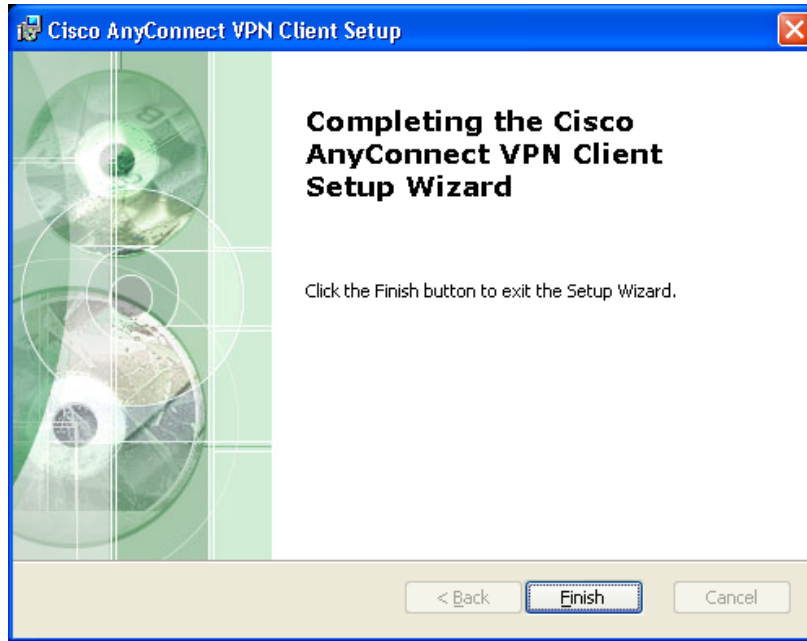 Cisco AnyConnect VPN Client Setup
Completing the Cisco
AnyConnect VPN Client
Setup Wizard
Click the Finish button to exit the Setup Wizard.
< Back
Finish
Cancel